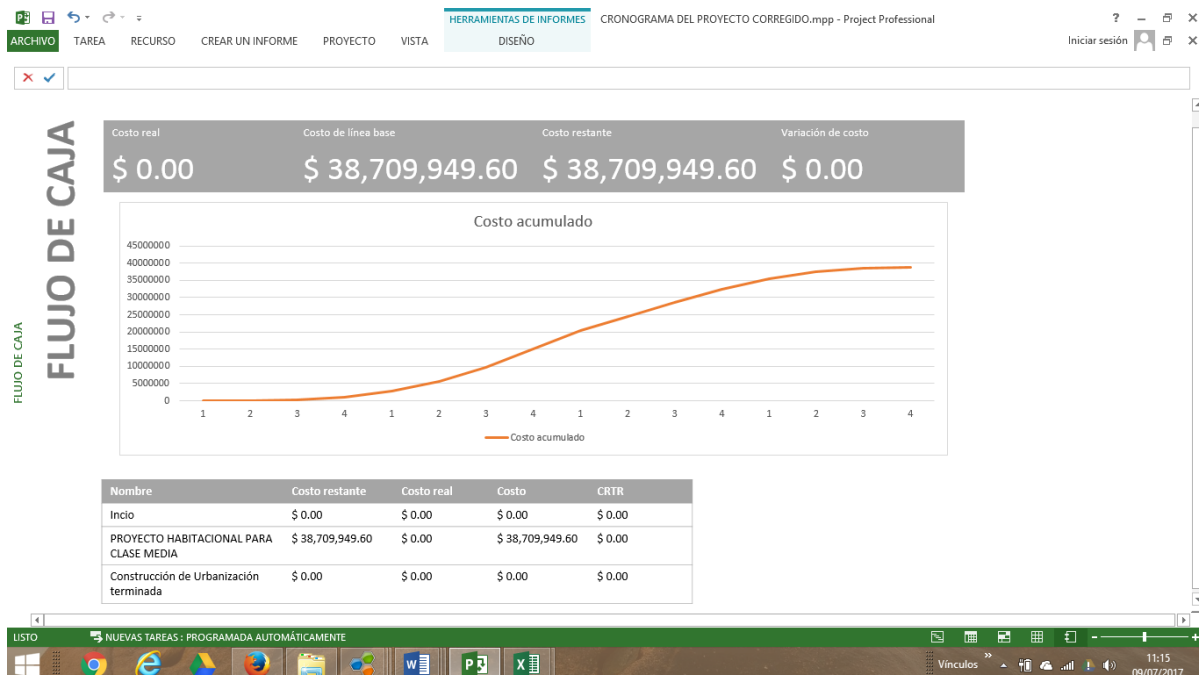 HERRAMIENTAS DE INFORMES CRONOGRAMA DEL PROYECTO CORREGIDO.mpp - Project Professional
ARCHIVO TAREA RECURSO CREAR UN INFORME PROYECTO VISTA DISEÑO Iniciar sesión
FLUJO DE CAJA
FLUJO DE CAJA
Costo real Costo de línea base Costo restante Variación de costo
$ 0.00 $ 38,709,949.60 $ 38,709,949.60 $ 0.00
Costo acumulado
45000000
40000000
35000000
30000000
25000000
20000000
15000000
10000000
5000000
0
1 2 3 4 1 2 3 4 1 2 3 4 1 2 3 4
Costo acumulado
Nombre Costo restante Costo real Costo CRTR
Incio $ 0.00 $ 0.00 $ 0.00 $ 0.00
PROYECTO HABITACIONAL PARA $ 38,709,949.60 $ 0.00 $ 38,709,949.60 $ 0.00
CLASE MEDIA
Construcción de Urbanización $ 0.00 $ 0.00 $ 0.00 $ 0.00
terminada
LISTO NUEVAS TAREAS : PROGRAMADA AUTOMÁTICAMENTE
Vínculos 11:15
09/07/2017